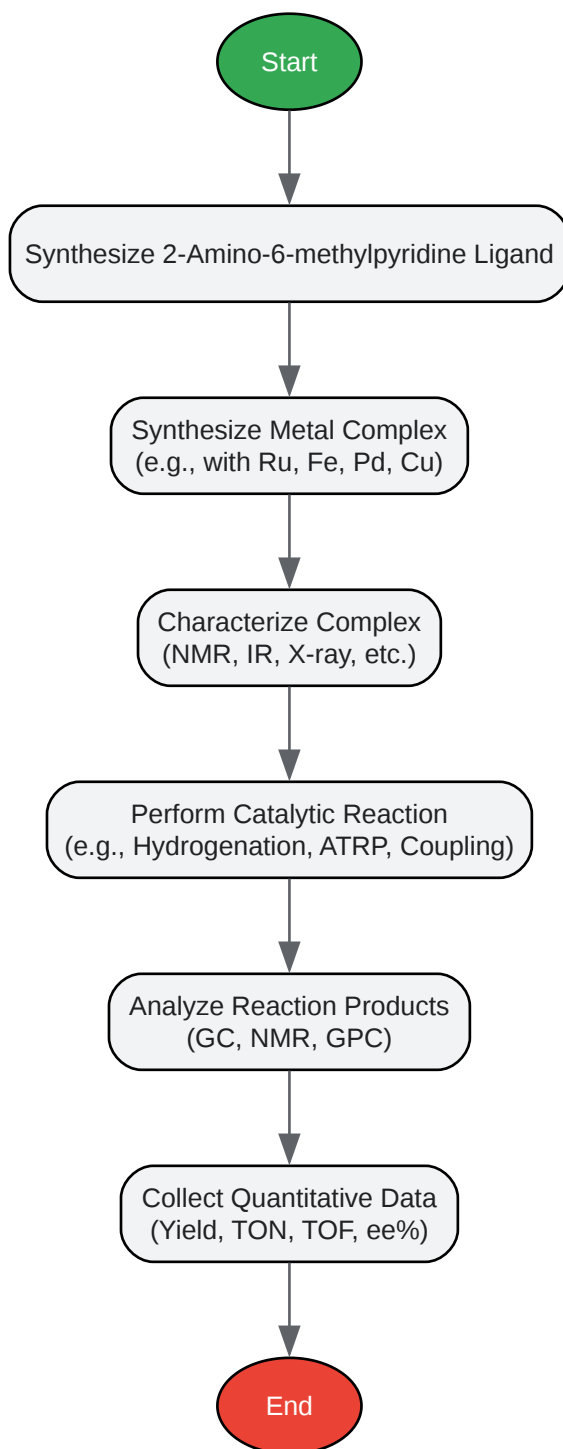 Start
Synthesize 2-Amino-6-methylpyridine Ligand
Synthesize Metal Complex
(e.g., with Ru, Fe, Pd, Cu)
Characterize Complex
(NMR, IR, X-ray, etc.)
Perform Catalytic Reaction
(e.g., Hydrogenation, ATRP, Coupling)
Analyze Reaction Products
(GC, NMR, GPC)
Collect Quantitative Data
(Yield, TON, TOF, ee%)
End